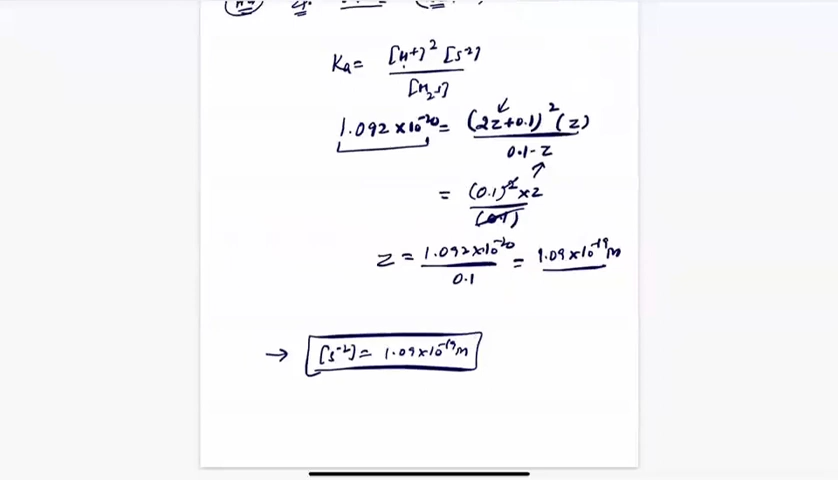 Ka = [H+]² [S²⁻] / [H₂S]
1.092 × 10⁻²⁰ = (2z + 0.1)² (z) / 0.1 - z
= (0.1)² × z / (0.1)
z = 1.092 × 10⁻²⁰ / 0.1 = 1.09 × 10⁻¹⁹ M
→ [S⁻²] = 1.09 × 10⁻¹⁹ M